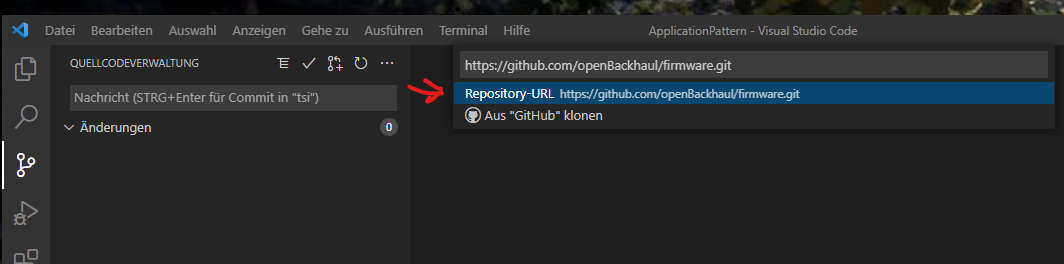 Datei Bearbeiten Auswahl Anzeigen Gehe zu Ausführen Terminal Hilfe ApplicationPattern - Visual Studio Code
QUELLCODEVERWALTUNG
https://github.com/openBackhaul/firmware.git
Repository-URL https://github.com/openBackhaul/firmware.git
Nachricht (STRG+Enter für Commit in "tsi")
Aus "GitHub" klonen
Änderungen 0